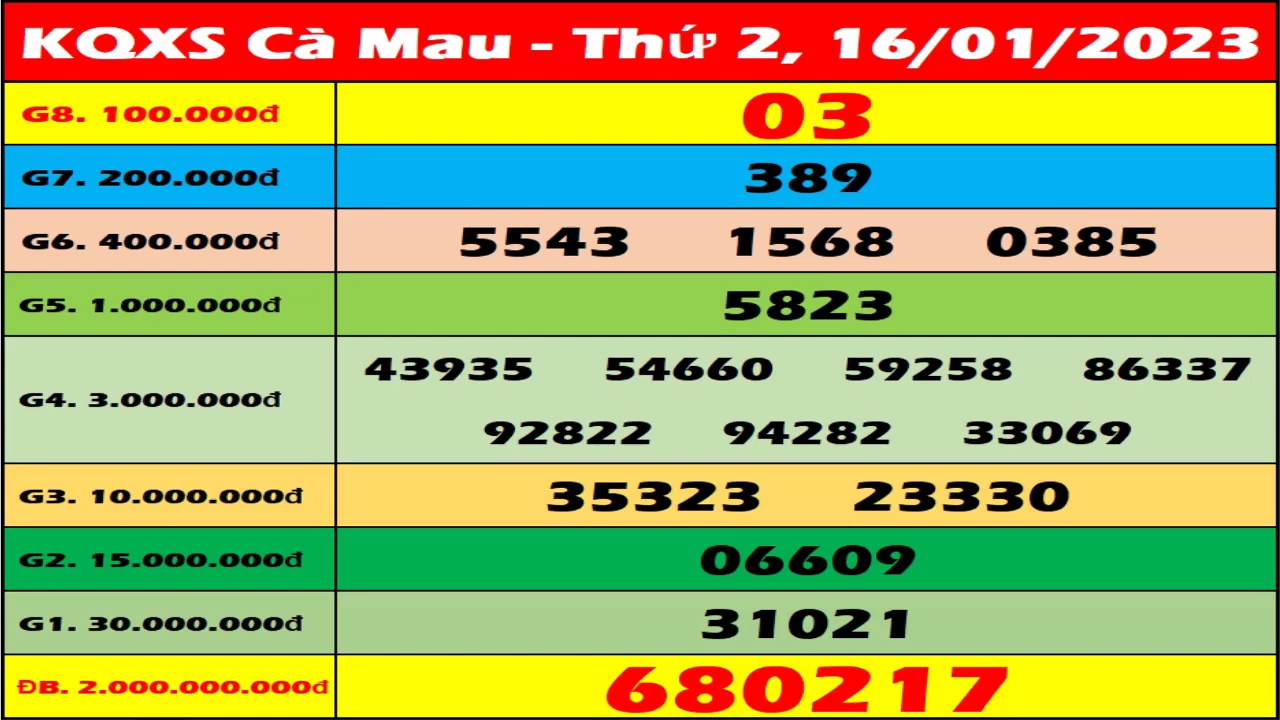 KQXS Cà Mau - Thứ 2, 16/01/2023
G8. 100.000đ 03
G7. 200.000đ 389
G6. 400.000đ 5543 1568 0385
G5. 1.000.000đ 5823
G4. 3.000.000đ 43935 54660 59258 86337
92822 94282 33069
G3. 10.000.000đ 35323 23330
G2. 15.000.000đ 06609
G1. 30.000.000đ 31021
ĐB. 2.000.000.000đ 680217